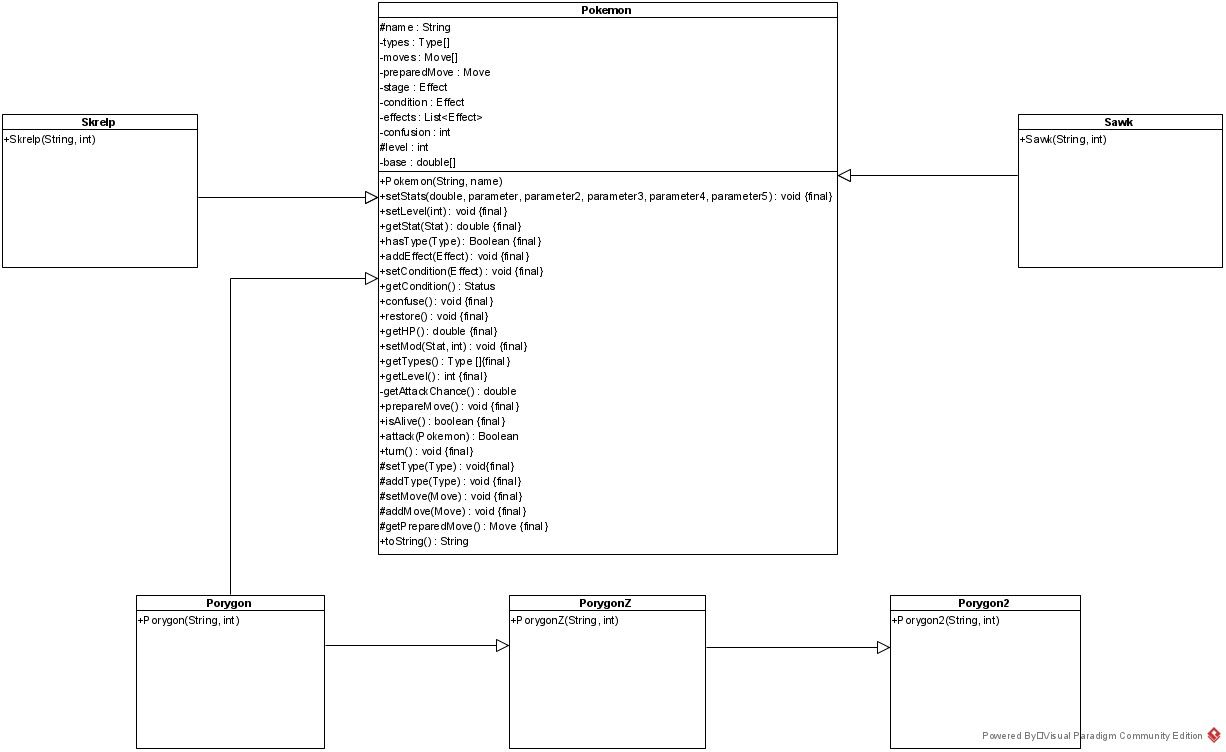 Pokemon
#name : String
-types : Type[]
-moves : Move[]
-preparedMove : Move
-stage : Effect
-condition : Effect
-effects : List<Effect>
-confusion : int
#level : int
-base : double[]
+Pokemon(String, name)
+setStats(double, parameter, parameter2, parameter3, parameter4, parameter5) : void {final}
+setLevel(int) : void {final}
+getStat(Stat) : double {final}
+hasType(Type) : Boolean {final}
+addEffect(Effect) : void {final}
+setCondition(Effect) : void {final}
+getCondition() : Status
+confuse() : void {final}
+restore() : void {final}
+getHP() : double {final}
+setMod(Stat, int) : void {final}
+getTypes() : Type []{final}
+getLevel() : int {final}
-getAttackChance() : double
+prepareMove() : void {final}
+isAlive() : boolean {final}
+attack(Pokemon) : Boolean
+turn() : void {final}
#setType(Type) : void{final}
#addType(Type) : void {final}
#setMove(Move) : void {final}
#addMove(Move) : void {final}
#getPreparedMove() : Move {final}
+toString() : String
Skrelp
+Skrelp(String, int)
Sawk
+Sawk(String, int)
Porygon
+Porygon(String, int)
PorygonZ
+PorygonZ(String, int)
Porygon2
+Porygon2(String, int)
Powered By□Visual Paradigm Community Edition